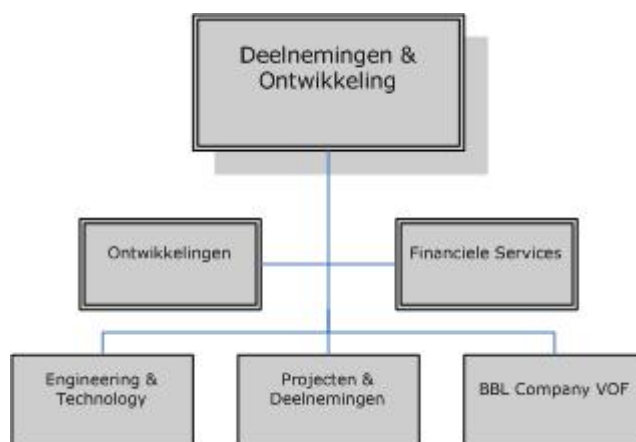 Deelnemingen &
Ontwikkeling
Ontwikkelingen
Financiele Services
Engineering &
Technology
Projecten &
Deelnemingen
BBL Company VOF